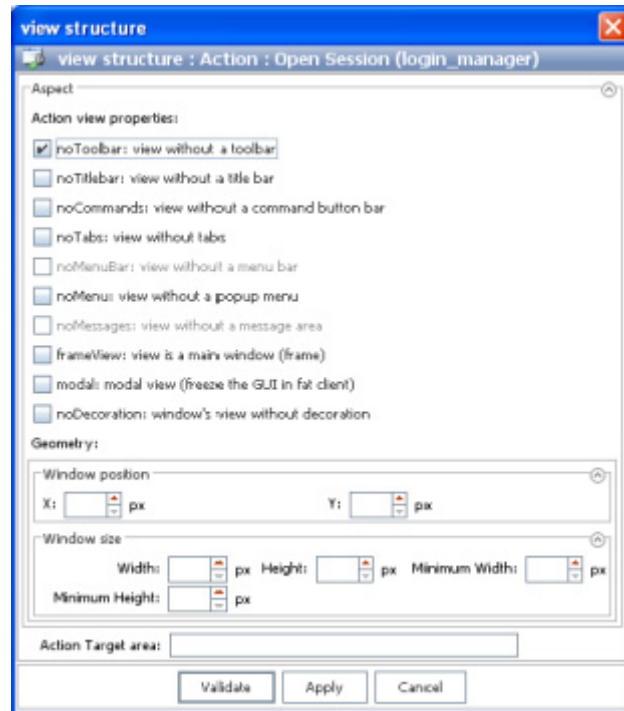 view structure
view structure : Action : Open Session (login_manager)
Aspect
Action view properties:
noToolbar: view without a toolbar
noTitlebar: view without a title bar
noCommands: view without a command button bar
noTabs: view without tabs
noMenuBar: view without a menu bar
noMenu: view without a popup menu
noMessages: view without a message area
frameView: view is a main window (frame)
modal: modal view (freeze the GUI in fat client)
noDecoration: window's view without decoration
Geometry:
Window position
X: px Y: px
Window size
Width: px Height: px Minimum Width: px
Minimum Height: px
Action Target area:
Validate Apply Cancel